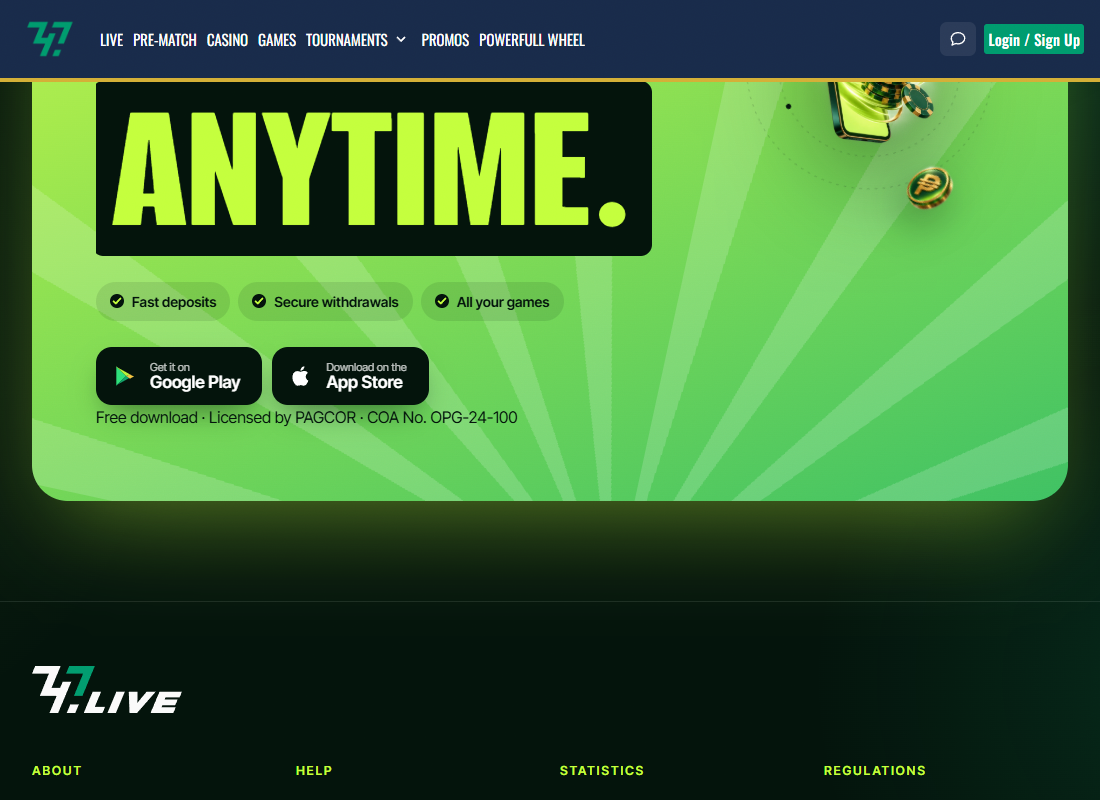 747 LIVE PRE-MATCH CASINO GAMES TOURNAMENTS PROMOS POWERFULL WHEEL Login / Sign Up
ANYTIME.
Fast deposits Secure withdrawals All your games
Get it on Download on the
Google Play App Store
Free download · Licensed by PAGCOR · COA No. OPG-24-100
747.LIVE
ABOUT HELP STATISTICS REGULATIONS